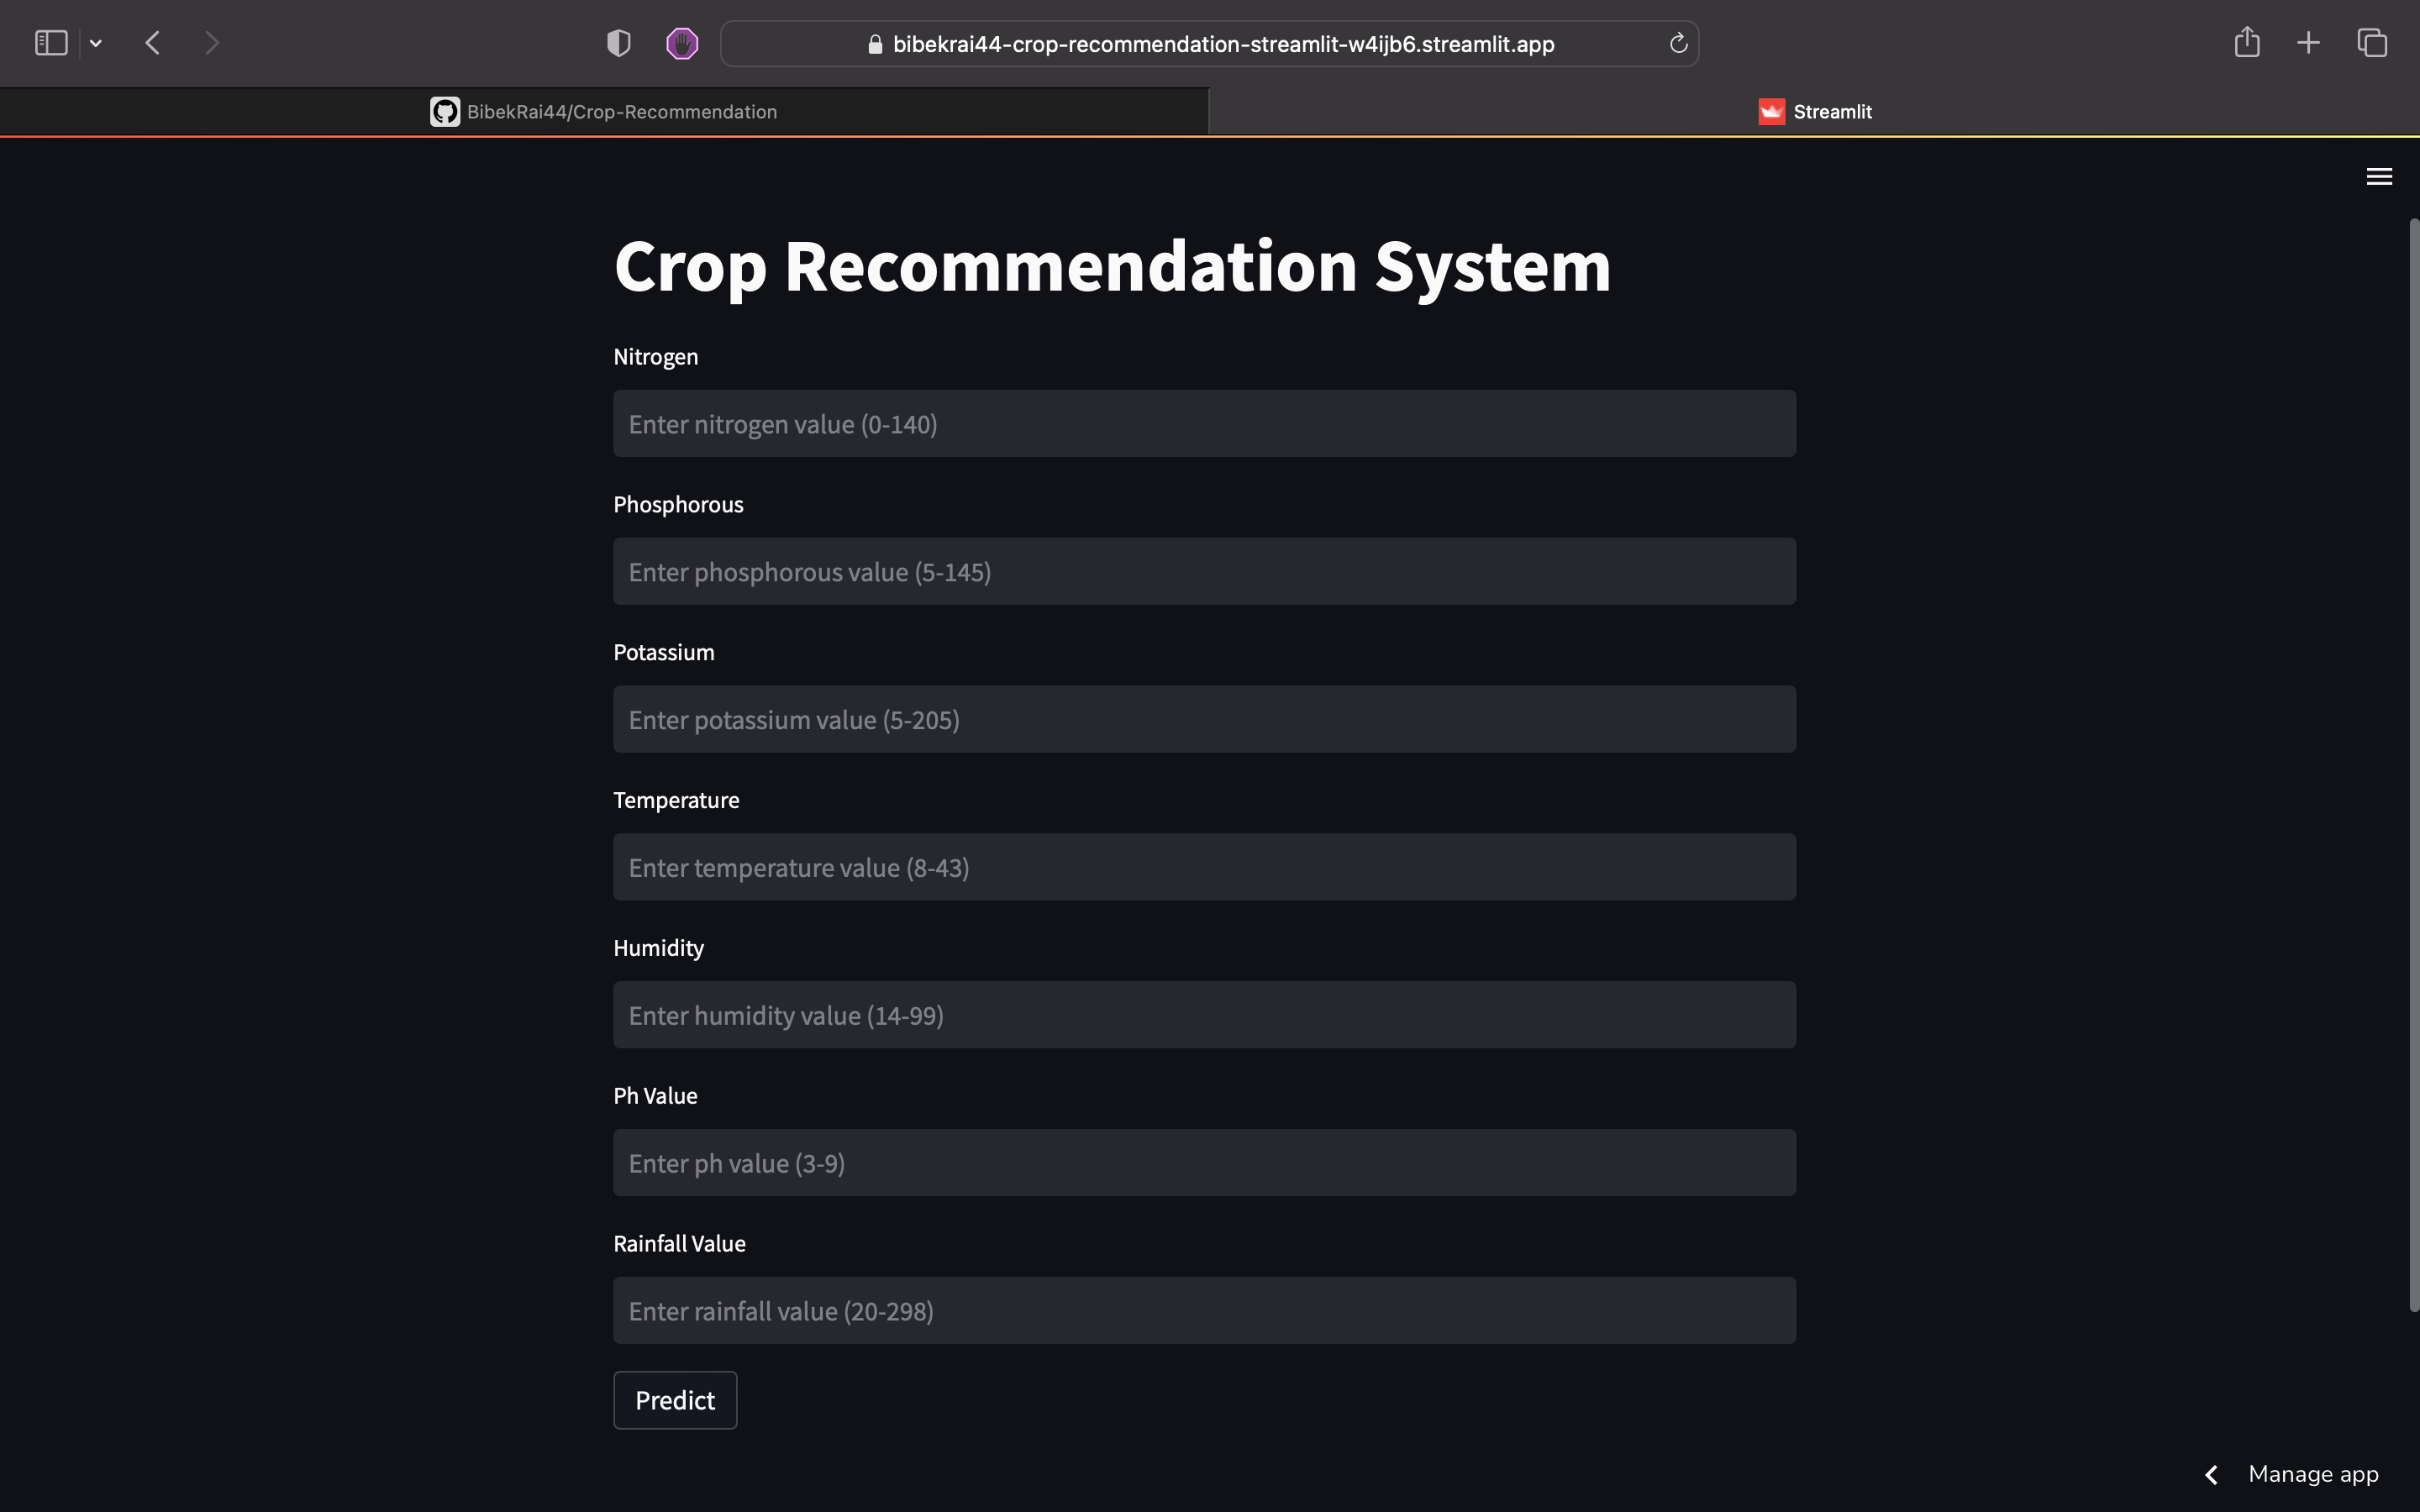 bibekrai44-crop-recommendation-streamlit-w4ijb6.streamlit.app
BibekRai44/Crop-Recommendation
Streamlit
Crop Recommendation System
Nitrogen
Enter nitrogen value (0-140)
Phosphorous
Enter phosphorous value (5-145)
Potassium
Enter potassium value (5-205)
Temperature
Enter temperature value (8-43)
Humidity
Enter humidity value (14-99)
Ph Value
Enter ph value (3-9)
Rainfall Value
Enter rainfall value (20-298)
Predict
Manage app